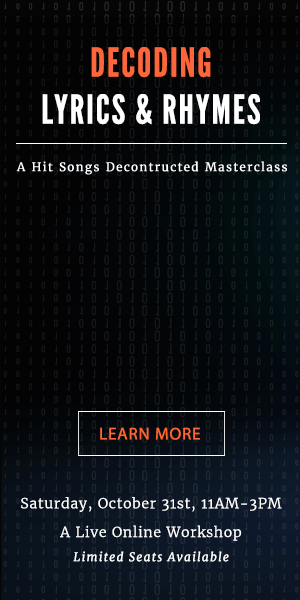 DECODING
LYRICS & RHYMES
A Hit Songs Decontructed Masterclass
LEARN MORE
Saturday, October 31st, 11AM-3PM
A Live Online Workshop
Limited Seats Available